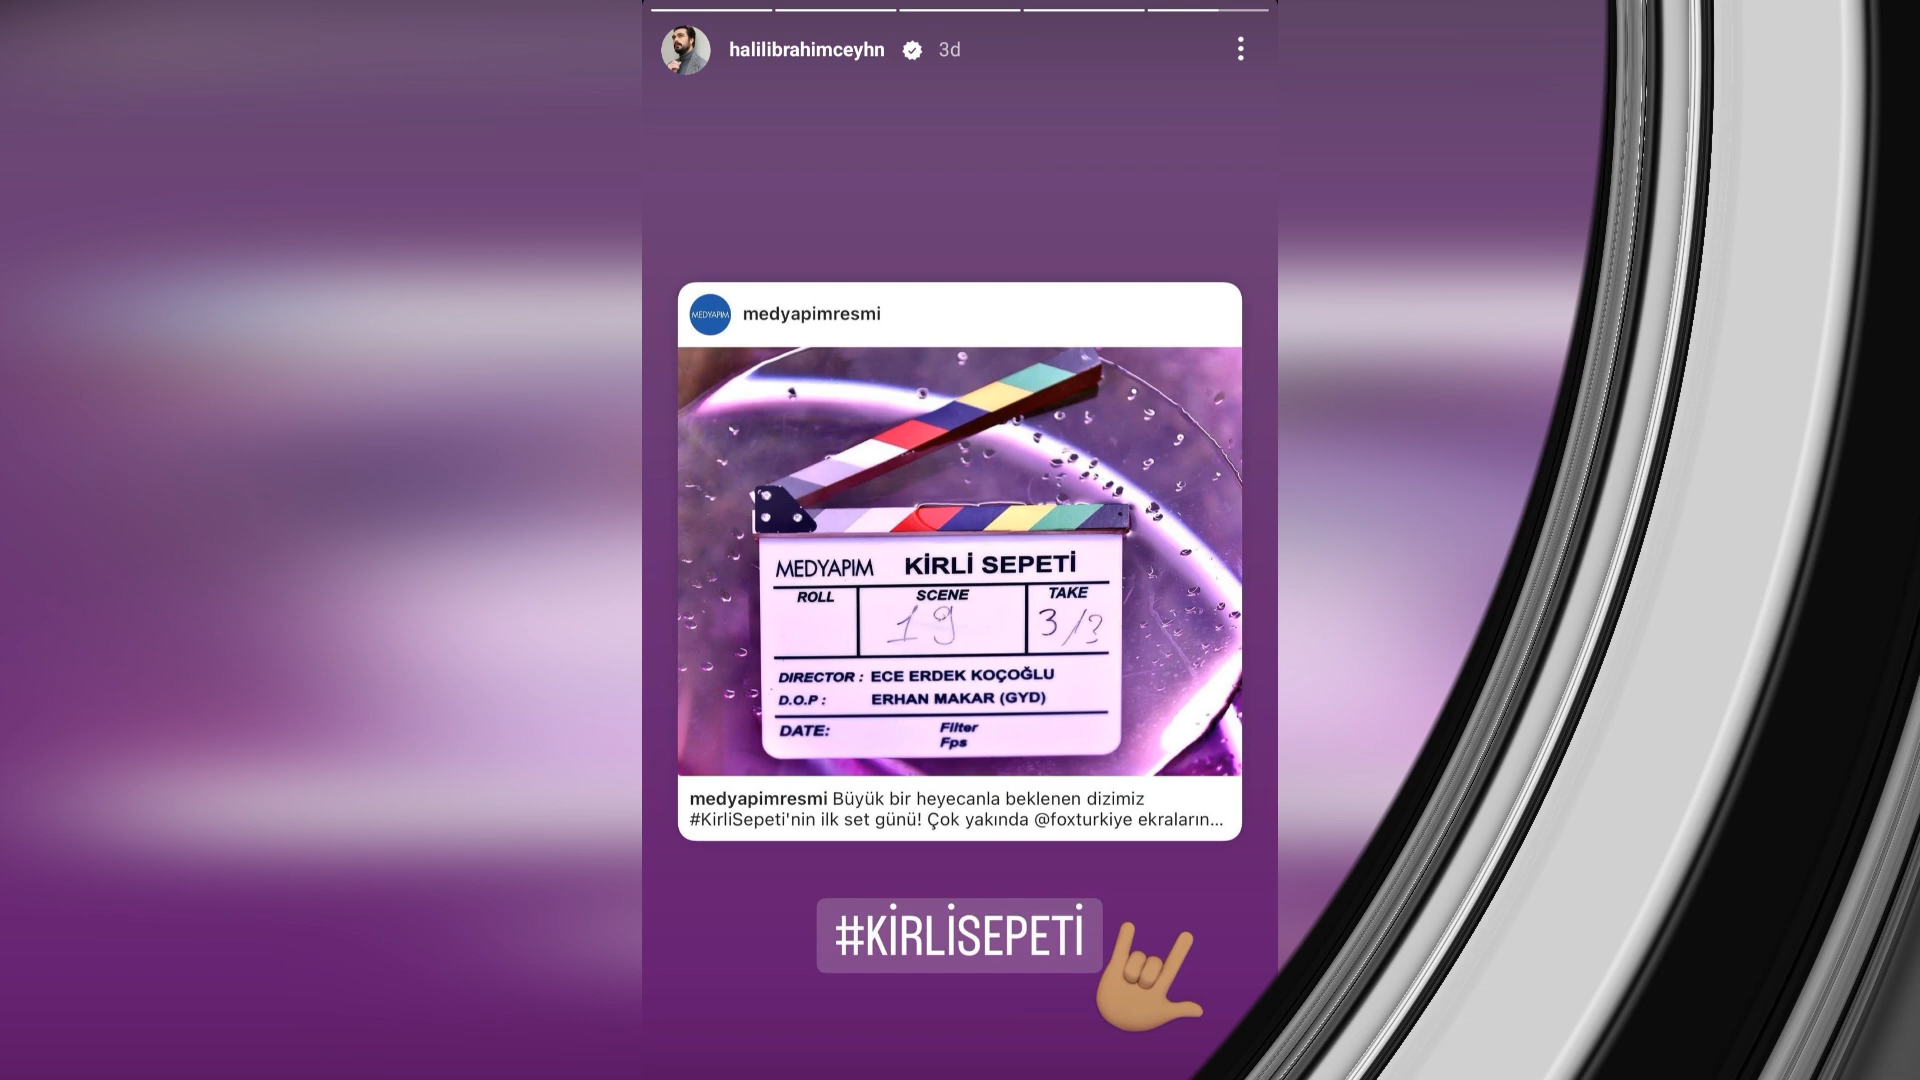 halilibrahimceyhn 3d
MEDYAPIM
medyapimresmi
MEDYAPIM KİRLİ SEPETİ
ROLL SCENE TAKE
19 3/?
DIRECTOR : ECE ERDEK KOÇOĞLU
D.O.P : ERHAN MAKAR (GYD)
DATE: Filter
Fps
medyapimresmi Büyük bir heyecanla beklenen dizimiz
#KirliSepeti'nin ilk set günü! Çok yakında @foxturkiye ekraların...
#KİRLİSEPETİ